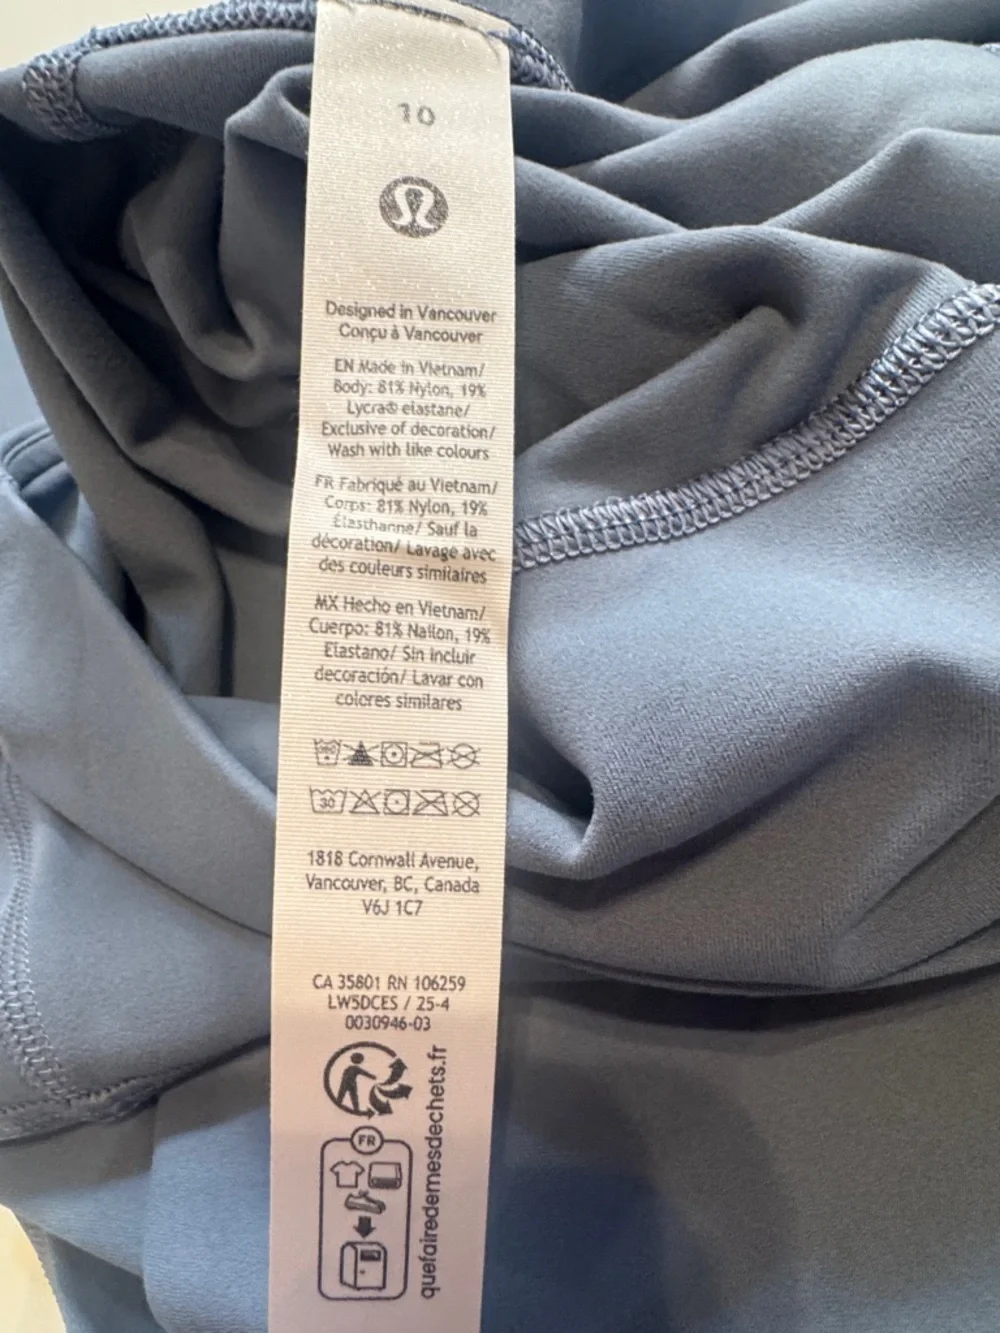 10
Designed in Vancouver
Conçu à Vancouver
EN Made in Vietnam/
Body: 81% Nylon, 19%
Lycra® elastane/
Exclusive of decoration/
Wash with like colours
FR Fabriqué au Vietnam/
Corps: 81% Nylon, 19%
Élasthanne/ Sauf la
décoration/ Lavage avec
des couleurs similaires
MX Hecho en Vietnam/
Cuerpo: 81% Nailon, 19%
Elastano/ Sin incluir
decoración/ Lavar con
colores similares
30
1818 Cornwall Avenue,
Vancouver, BC, Canada
V6J 1C7
CA 35801 RN 106259
LW5DCES / 25-4
0030946-03
FR
quefairedemesdechets.fr